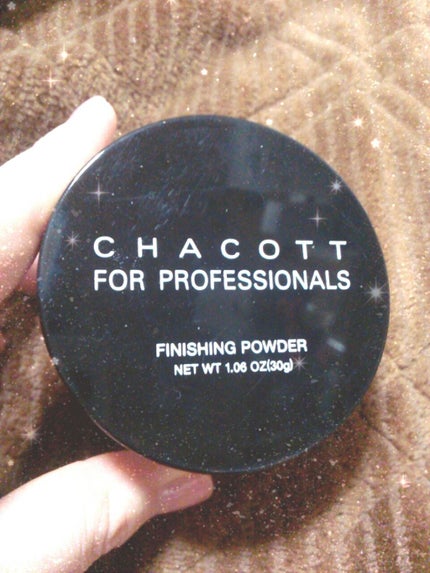 CHACOTT
FOR PROFESSIONALS
FINISHING POWDER
NET WT 1.06 OZ(30g)